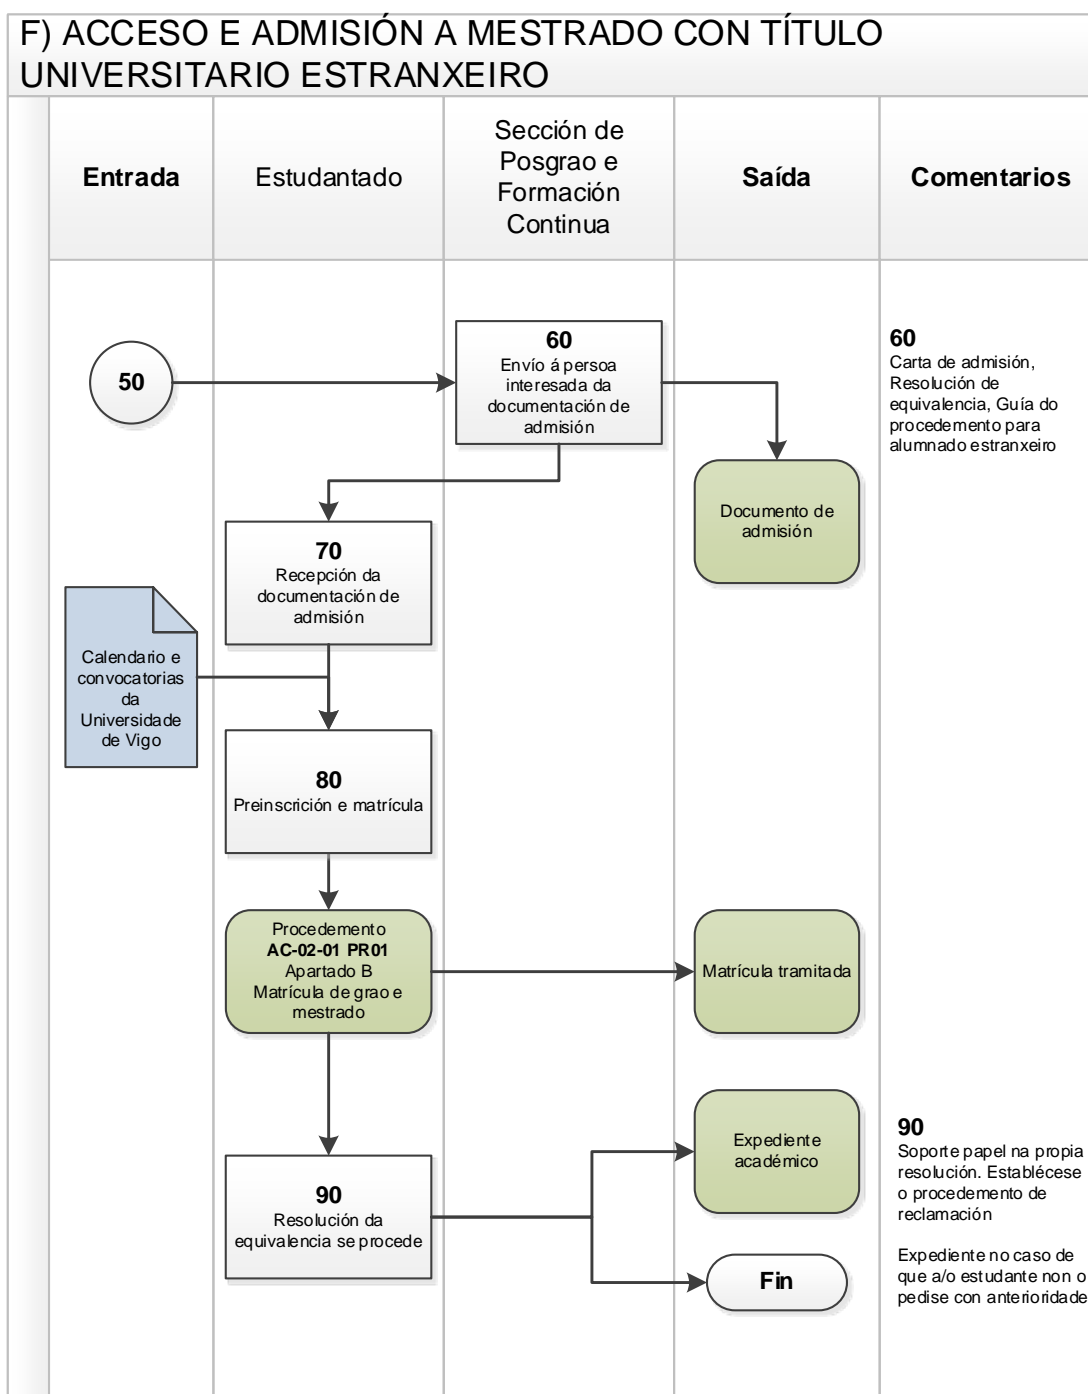 F) ACCESO E ADMISIÓN A MESTRADO CON TÍTULO
UNIVERSITARIO ESTRANXEIRO
Entrada
Estudantado
Sección de
Posgrao e
Formación
Continua
Saída
Comentarios
50
60
Envío á persoa
interesada da
documentación de
admisión
60
Carta de admisión,
Resolución de
equivalencia, Guía do
procedemento para
alumnado estranxeiro
Documento de
admisión
70
Recepción da
documentación de
admisión
Calendario e
convocatorias
da
Universidade
de Vigo
80
Preinscrición e matrícula
Procedemento
AC-02-01 PR01
Apartado B
Matrícula de grao e
mestrado
Matrícula tramitada
Expediente
académico
90
Resolución da
equivalencia se procede
90
Soporte papel na propia
resolución. Establécese
o procedemento de
reclamación
Expediente no caso de
que a/o estudante non o
pedise con anterioridade
Fin